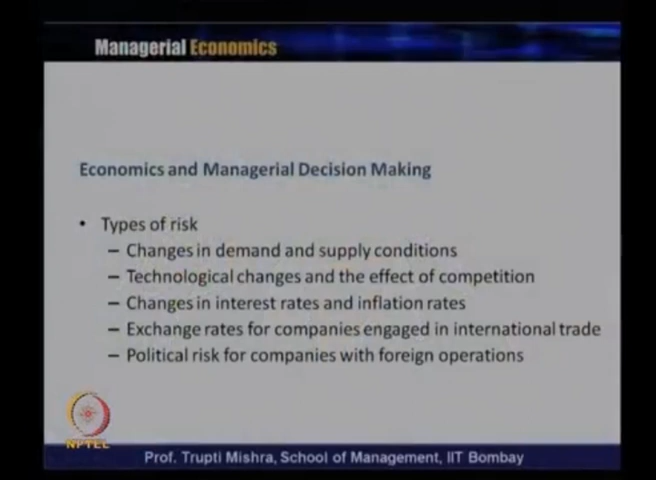 Managerial Economics
Economics and Managerial Decision Making
• Types of risk
– Changes in demand and supply conditions
– Technological changes and the effect of competition
– Changes in interest rates and inflation rates
– Exchange rates for companies engaged in international trade
– Political risk for companies with foreign operations
NPTEL
Prof. Trupti Mishra, School of Management, IIT Bombay